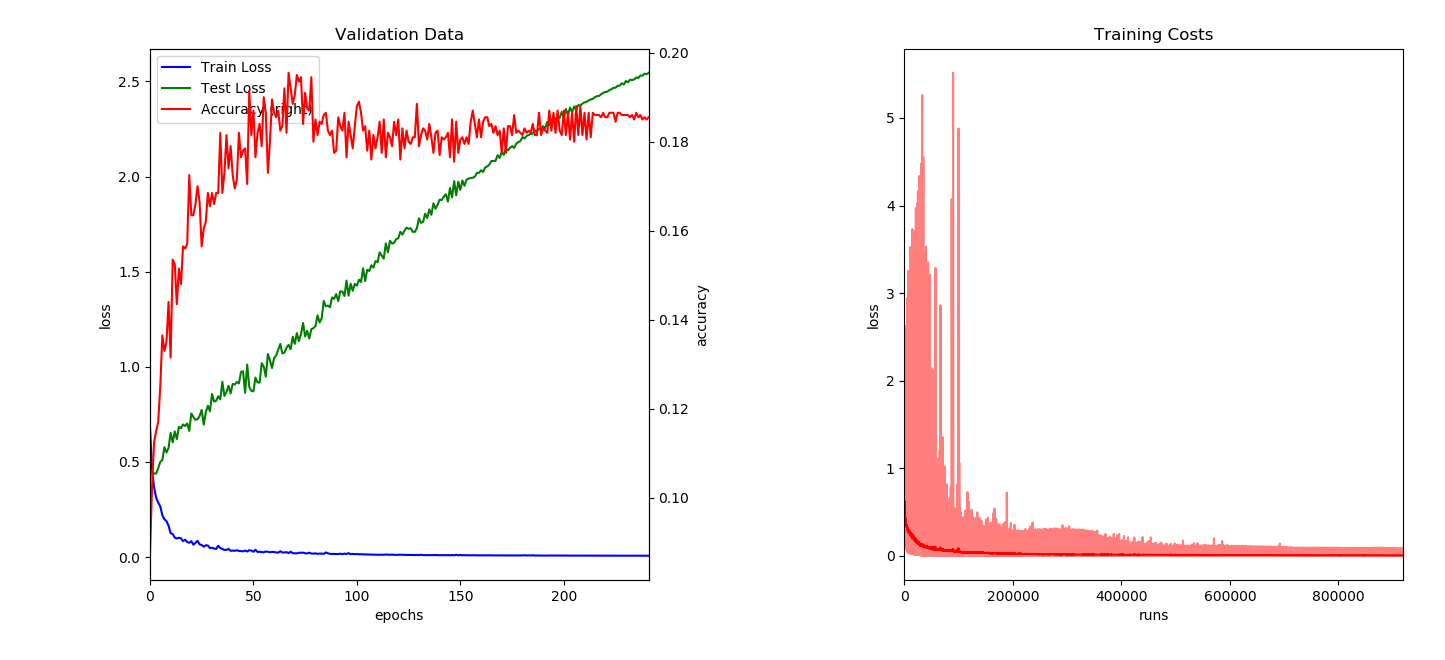 Validation Data
Train Loss
Test Loss
Accuracy (right)
2.5
2.0
1.5
1.0
0.5
0.0
loss
0
50
100
150
200
epochs
0.20
0.18
0.16
0.14
0.12
0.10
accuracy
Training Costs
5
4
3
2
1
0
loss
0
200000
400000
600000
800000
runs